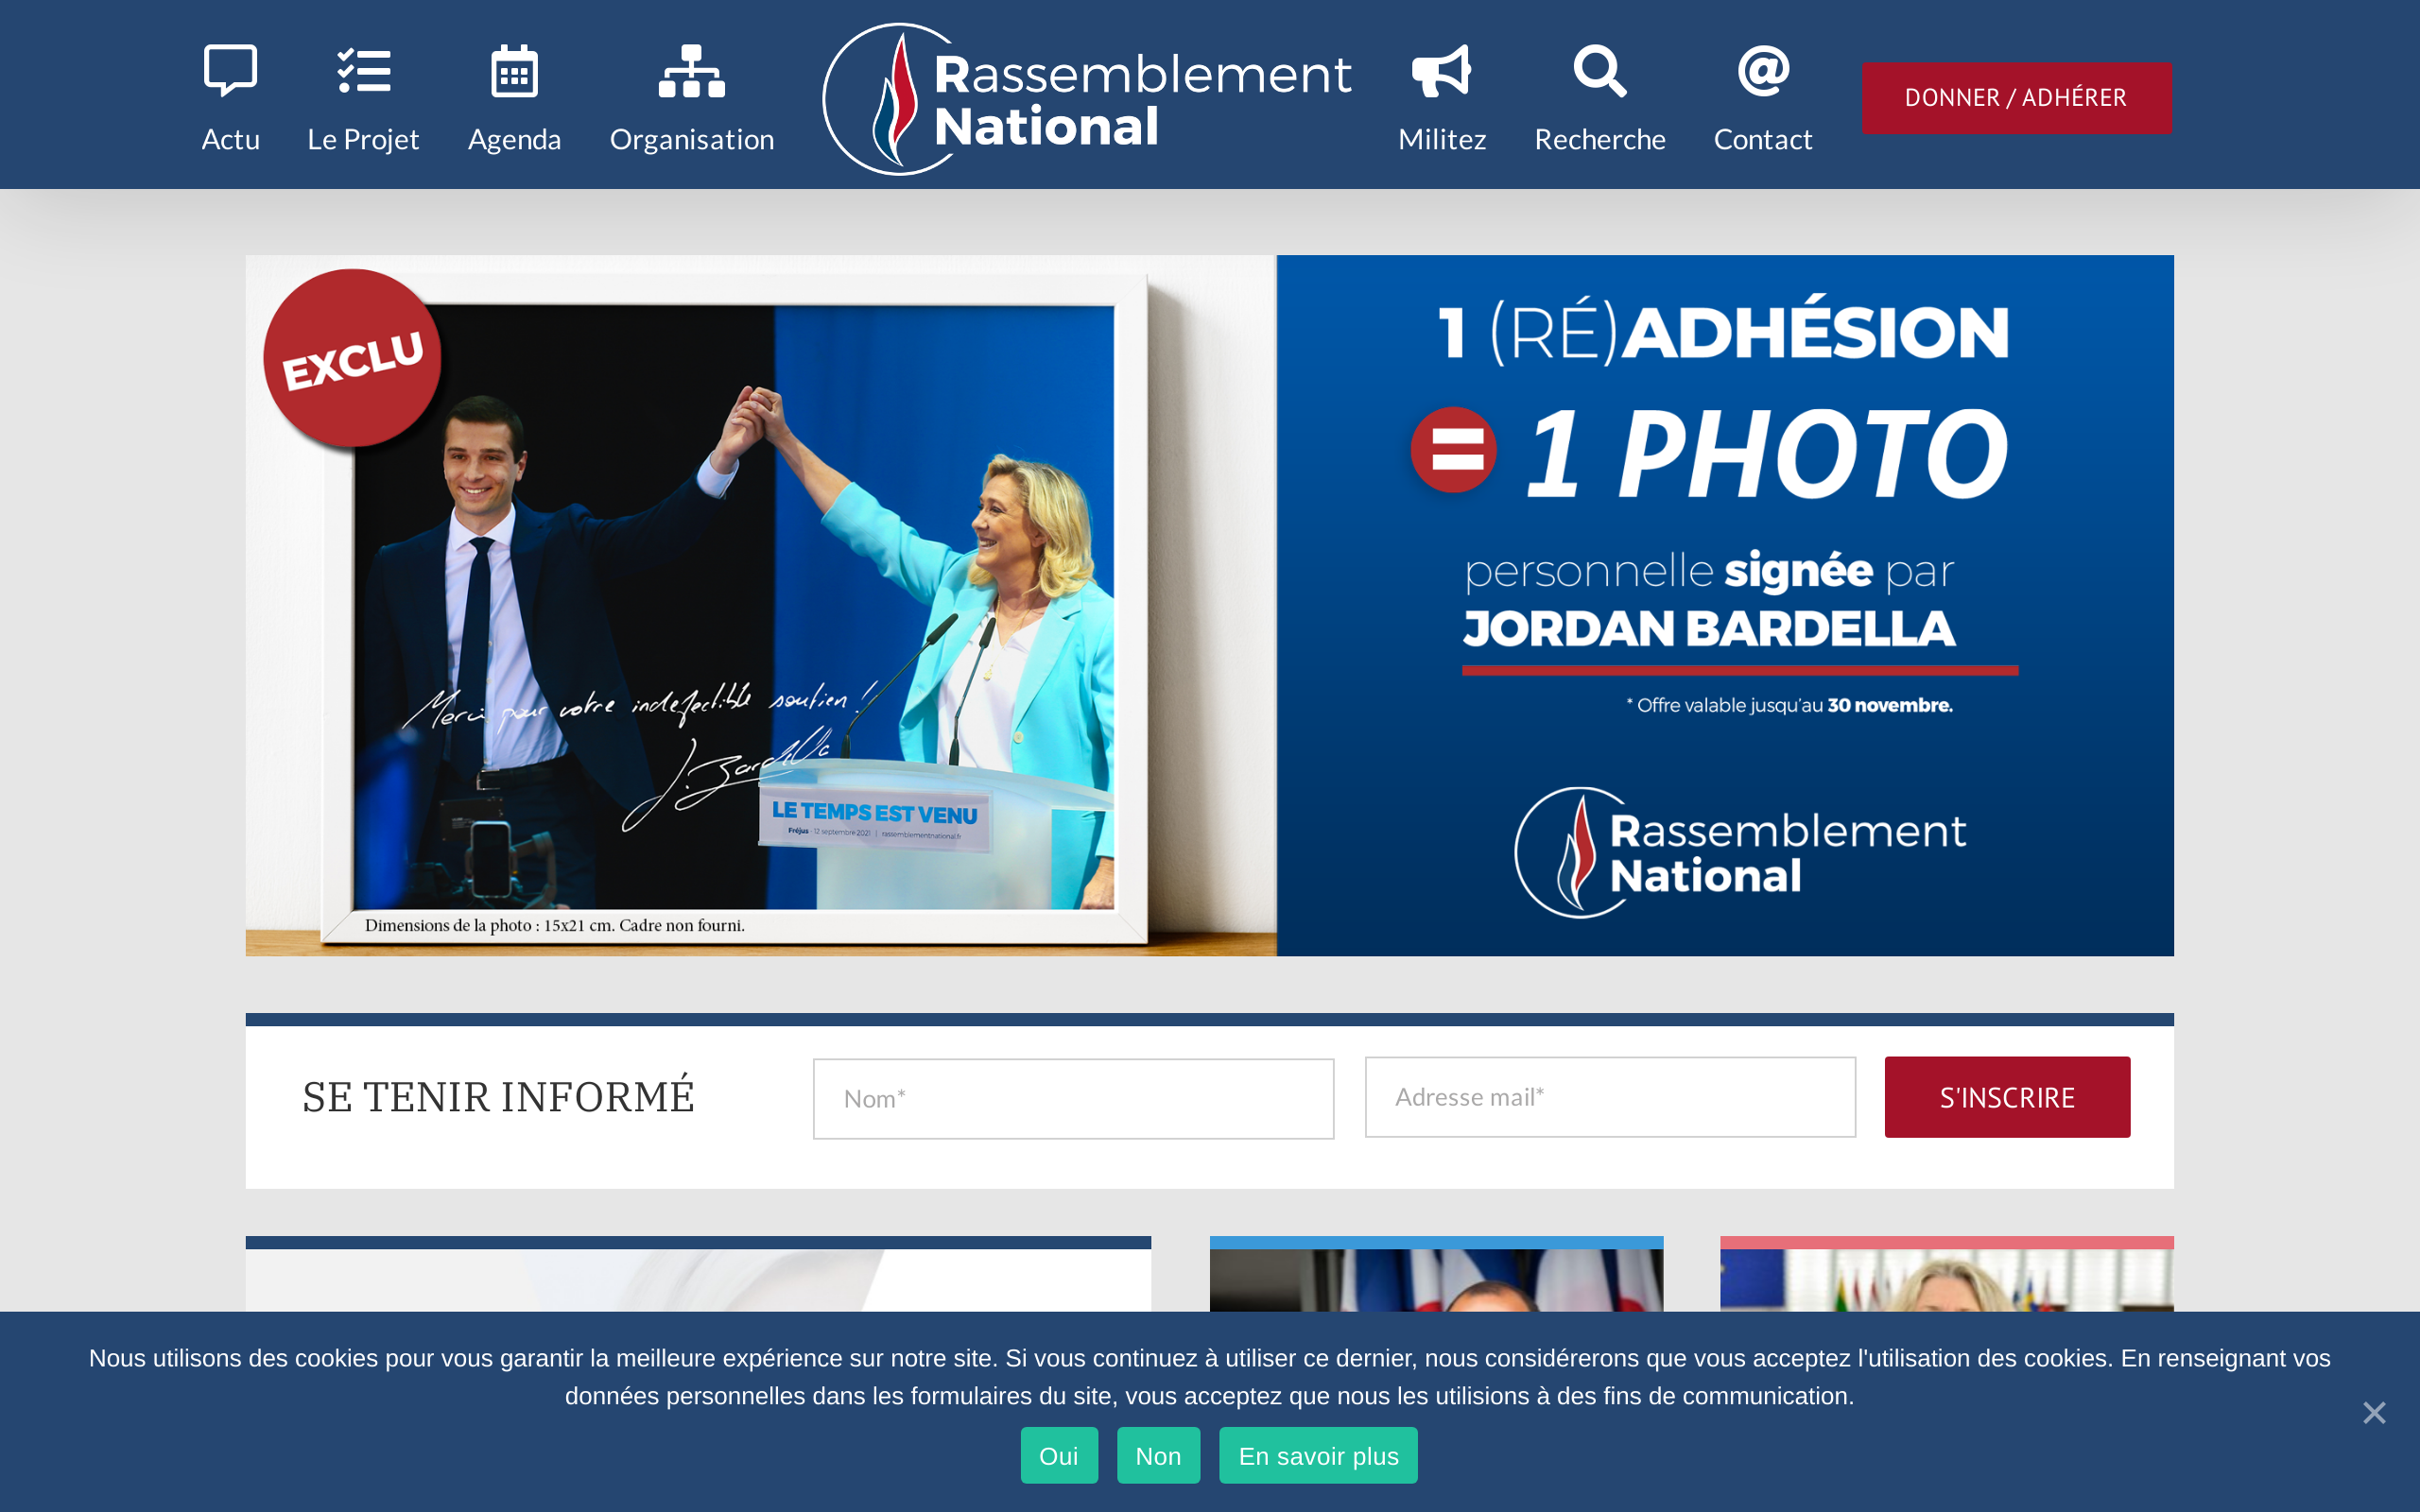 Actu
Le Projet
Agenda
Organisation
Rassemblement
National
Militez
Recherche
Contact
DONNER / ADHÉRER
EXCLU
Merci pour votre indefectible soutien !
J. Bardella
LE TEMPS EST VENU
Fréjus - 12 septembre 2021 | rassemblementnational.fr
Dimensions de la photo : 15x21 cm. Cadre non fourni.
1 (RÉ)ADHÉSION
= 1 PHOTO
personnelle signée par
JORDAN BARDELLA
* Offre valable jusqu'au 30 novembre.
Rassemblement
National
SE TENIR INFORMÉ
Nom*
Adresse mail*
S'INSCRIRE
Nous utilisons des cookies pour vous garantir la meilleure expérience sur notre site. Si vous continuez à utiliser ce dernier, nous considérerons que vous acceptez l'utilisation des cookies. En renseignant vos
données personnelles dans les formulaires du site, vous acceptez que nous les utilisions à des fins de communication.
Oui
Non
En savoir plus